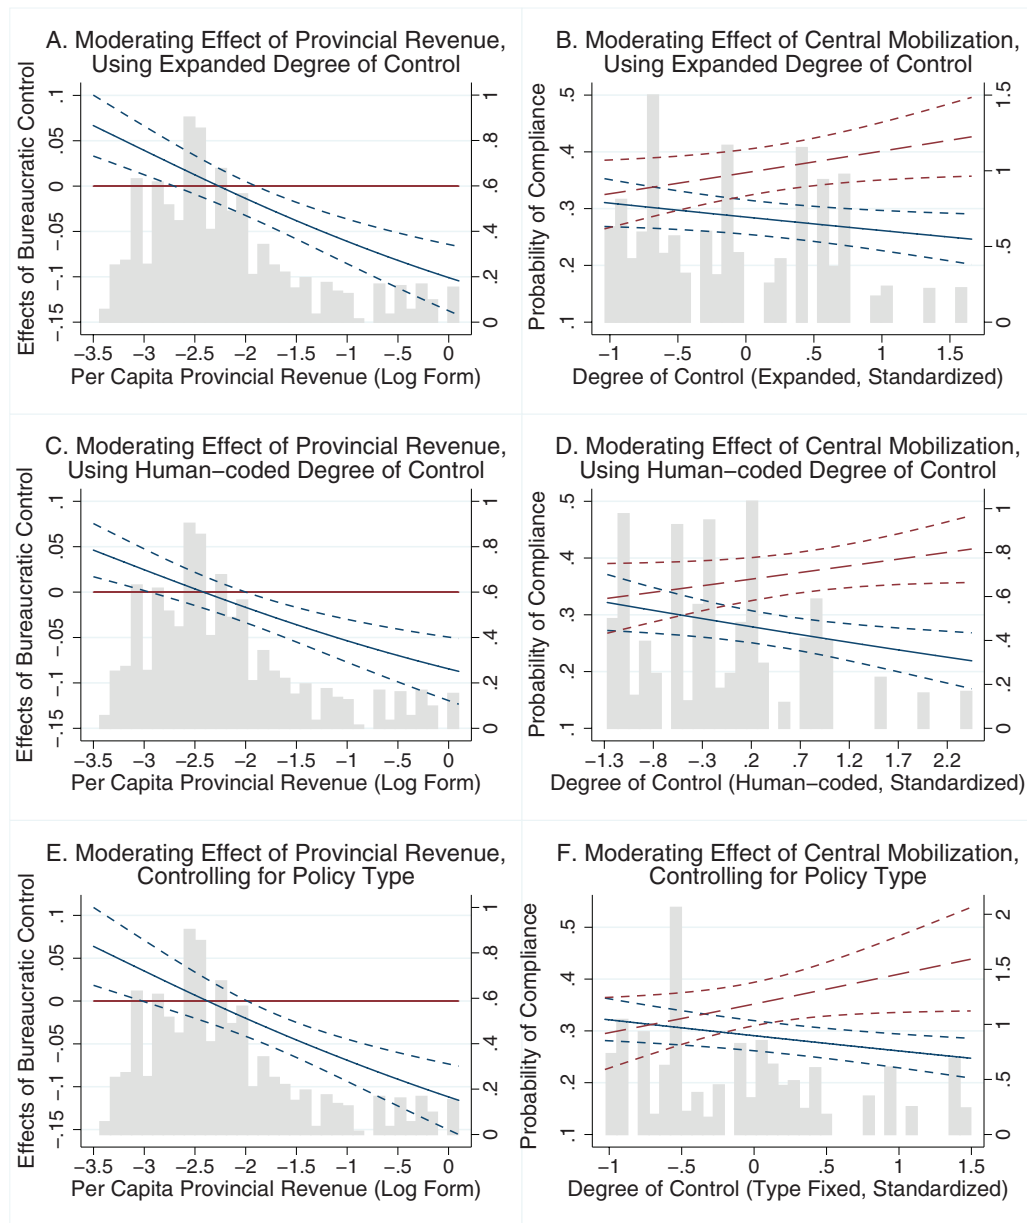 A. Moderating Effect of Provincial Revenue,
Using Expanded Degree of Control
Effects of Bureaucratic Control
.1
.05
0
−.05
−.1
−.15
1
.8
.6
.4
.2
0
−3.5 −3 −2.5 −2 −1.5 −1 −.5 0
Per Capita Provincial Revenue (Log Form)
B. Moderating Effect of Central Mobilization,
Using Expanded Degree of Control
Probability of Compliance
.5
.4
.3
.2
.1
1.5
1
.5
0
−1 −.5 0 .5 1 1.5
Degree of Control (Expanded, Standardized)
C. Moderating Effect of Provincial Revenue,
Using Human−coded Degree of Control
Effects of Bureaucratic Control
.1
.05
0
−.05
−.1
−.15
1
.8
.6
.4
.2
0
−3.5 −3 −2.5 −2 −1.5 −1 −.5 0
Per Capita Provincial Revenue (Log Form)
D. Moderating Effect of Central Mobilization,
Using Human−coded Degree of Control
Probability of Compliance
.5
.4
.3
.2
.1
1
.8
.6
.4
.2
0
−1.3 −.8 −.3 .2 .7 1.2 1.7 2.2
Degree of Control (Human−coded, Standardized)
E. Moderating Effect of Provincial Revenue,
Controlling for Policy Type
Effects of Bureaucratic Control
.1
.05
0
−.05
−.1
−.15
1
.8
.6
.4
.2
0
−3.5 −3 −2.5 −2 −1.5 −1 −.5 0
Per Capita Provincial Revenue (Log Form)
F. Moderating Effect of Central Mobilization,
Controlling for Policy Type
Probability of Compliance
.5
.4
.3
.2
.1
2
1.5
1
.5
0
−1 −.5 0 .5 1 1.5
Degree of Control (Type Fixed, Standardized)